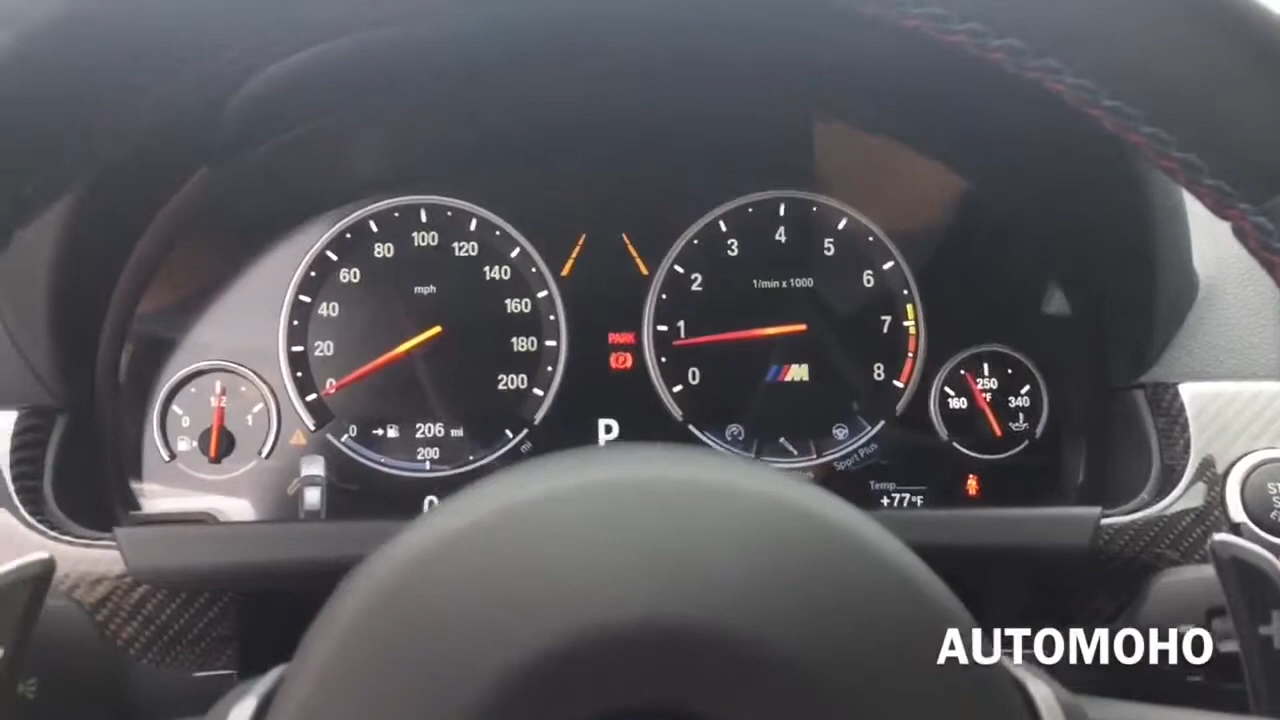 0 20 40 60 80 100 120 140 160 180 200
mph
206 mi
200
mi
0 1/2 1
PARK
P
P
0 1 2 3 4 5 6 7 8
1/min x 1000
M
Sport Plus
160 250 340
°F
Temp
+77°F
0
AUTOMOHO